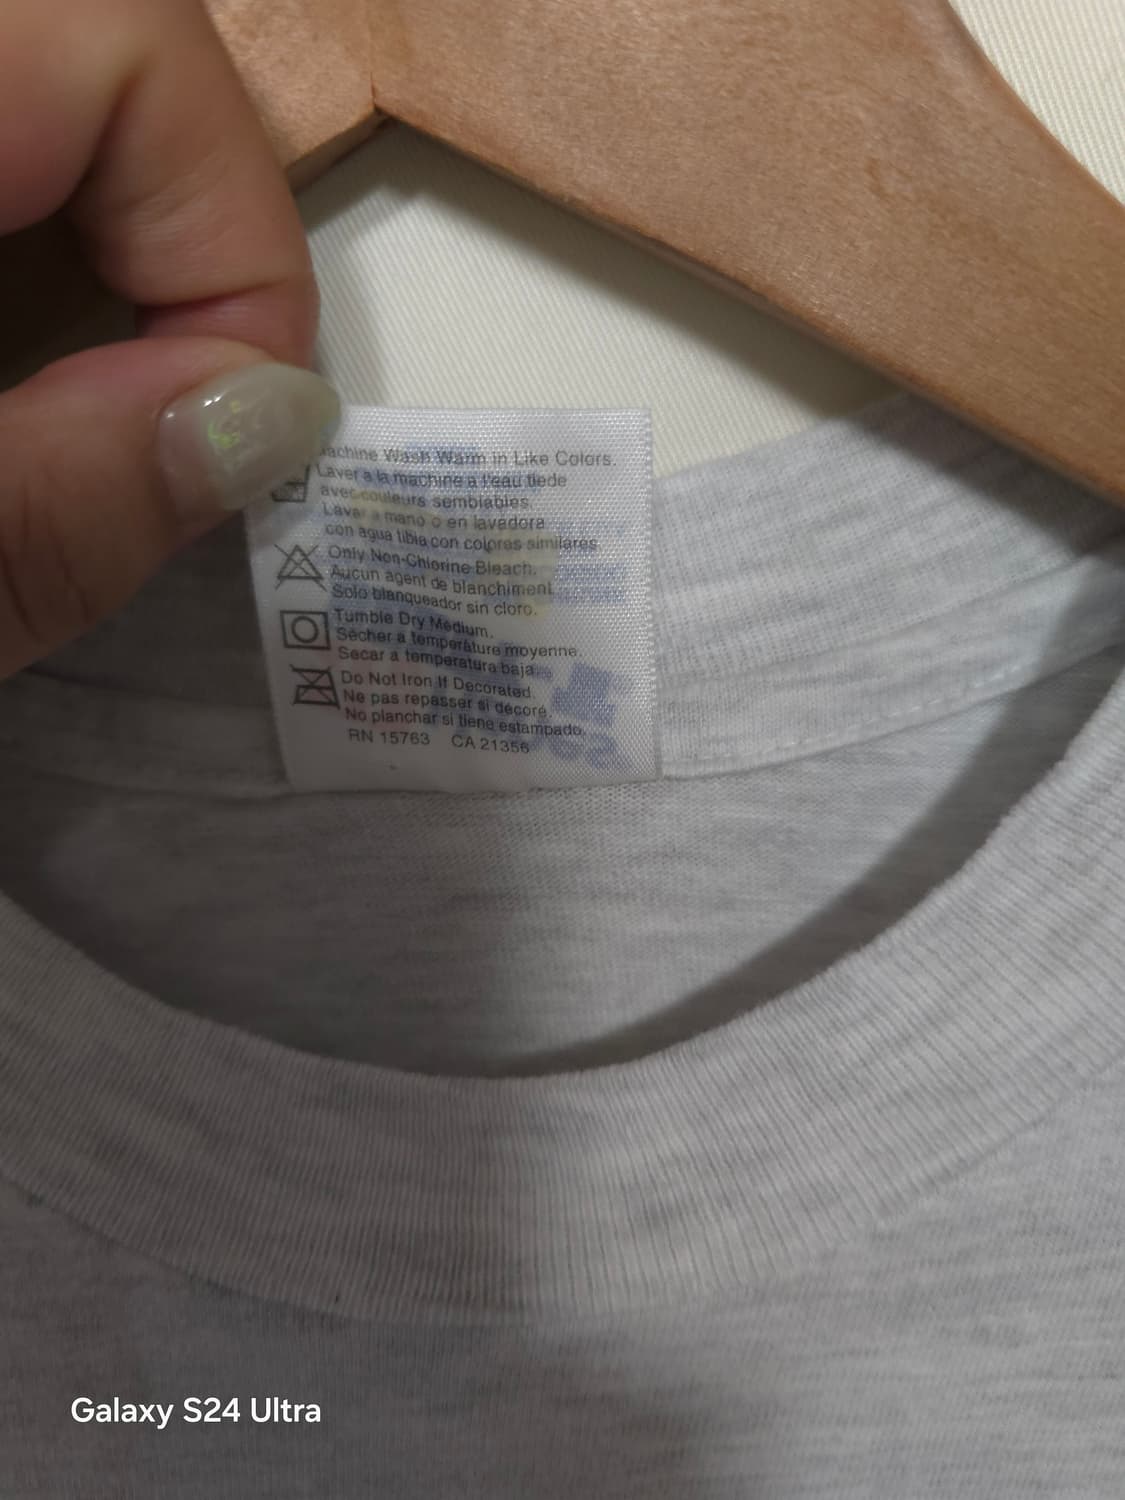 achine Wash Warm in Like Colors.
Laver a la machine a l'eau tiede
avec couleurs semblables.
Lavar a mano o en lavadora
con agua tibia con colores similares
Only Non-Chlorine Bleach.
Aucun agent de blanchiment
Solo blanqueador sin cloro.
Tumble Dry Medium.
Sécher a température moyenne.
Secar a temperatura baja
Do Not Iron If Decorated
Ne pas repasser si décoré
No planchar si tiene estampado.
RN 15763 CA 21356
Galaxy S24 Ultra